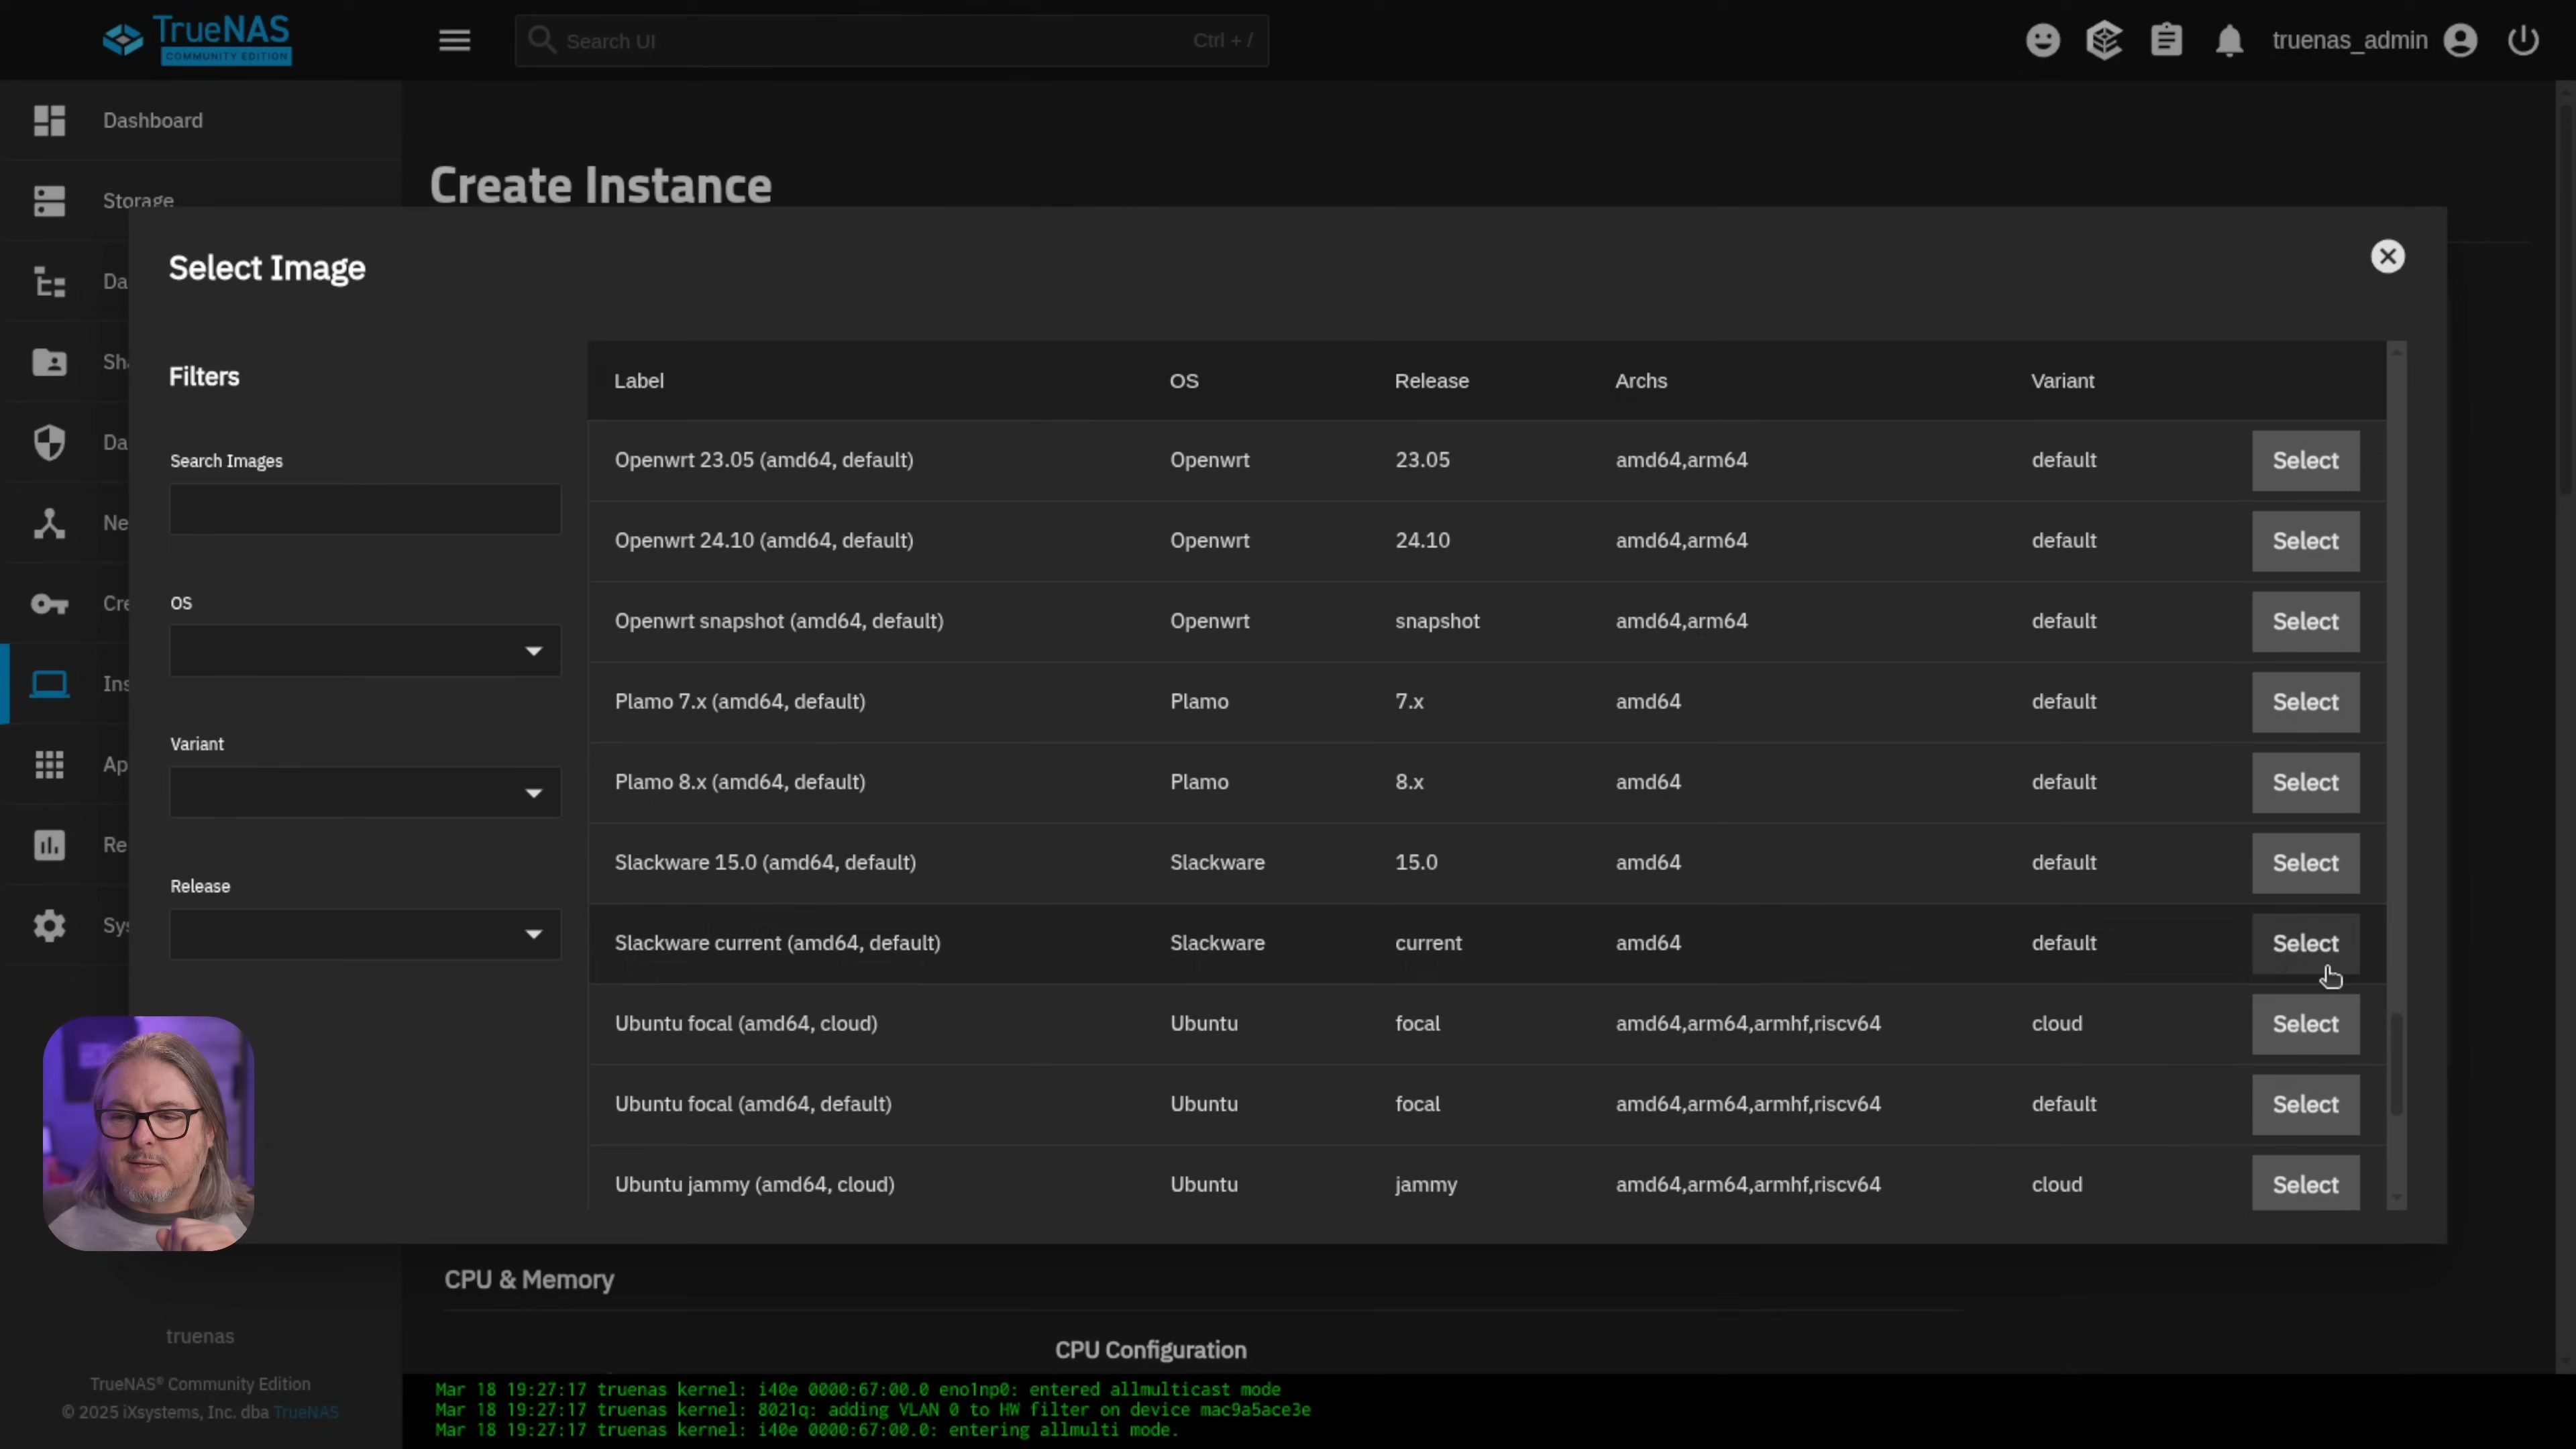 TrueNAS
COMMUNITY EDITION
Search UI
Ctrl + /
truenas_admin
Dashboard
Storage
Da
Sha
Da
Ne
Cre
Ins
Ap
Re
Sys
Create Instance
Select Image
Filters
Search Images
OS
Variant
Release
Label OS Release Archs Variant
Openwrt 23.05 (amd64, default) Openwrt 23.05 amd64,arm64 default Select
Openwrt 24.10 (amd64, default) Openwrt 24.10 amd64,arm64 default Select
Openwrt snapshot (amd64, default) Openwrt snapshot amd64,arm64 default Select
Plamo 7.x (amd64, default) Plamo 7.x amd64 default Select
Plamo 8.x (amd64, default) Plamo 8.x amd64 default Select
Slackware 15.0 (amd64, default) Slackware 15.0 amd64 default Select
Slackware current (amd64, default) Slackware current amd64 default Select
Ubuntu focal (amd64, cloud) Ubuntu focal amd64,arm64,armhf,riscv64 cloud Select
Ubuntu focal (amd64, default) Ubuntu focal amd64,arm64,armhf,riscv64 default Select
Ubuntu jammy (amd64, cloud) Ubuntu jammy amd64,arm64,armhf,riscv64 cloud Select
CPU & Memory
CPU Configuration
truenas
TrueNAS® Community Edition
© 2025 iXsystems, Inc. dba TrueNAS
Mar 18 19:27:17 truenas kernel: i40e 0000:67:00.0 eno1np0: entered allmulticast mode
Mar 18 19:27:17 truenas kernel: 8021q: adding VLAN 0 to HW filter on device mac9a5ace3e
Mar 18 19:27:17 truenas kernel: i40e 0000:67:00.0: entering allmulti mode.